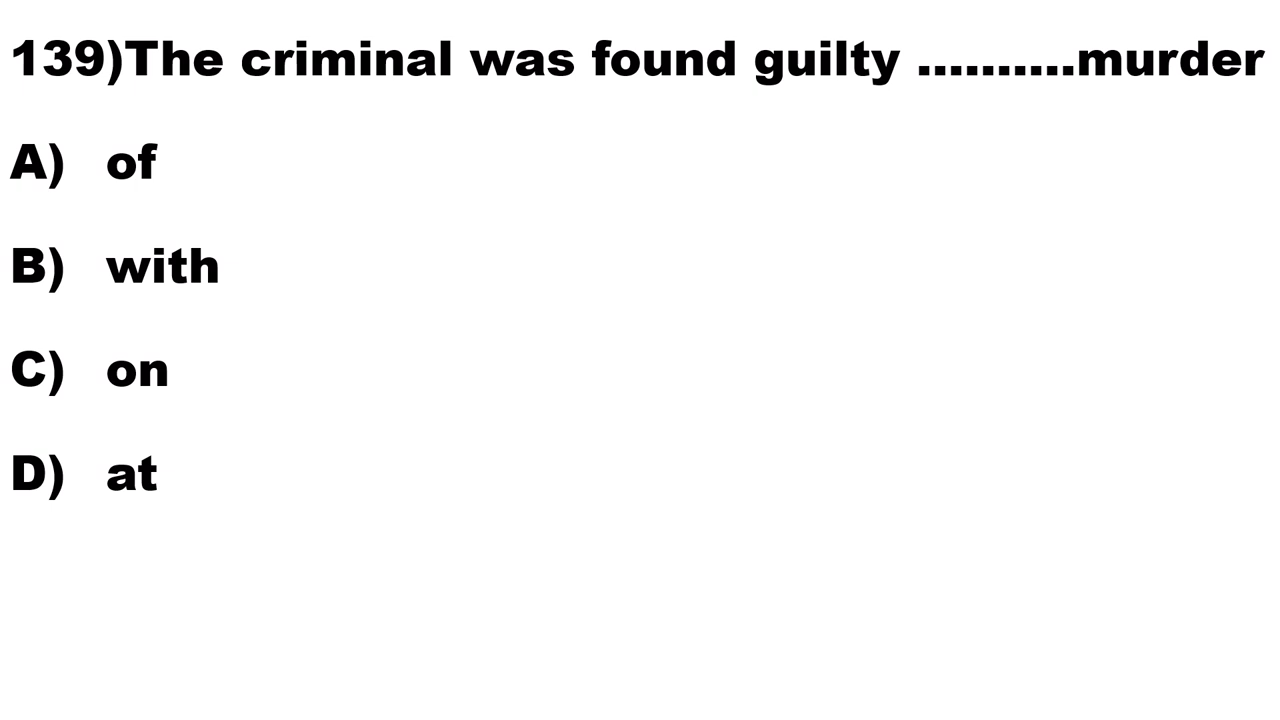 139)The criminal was found guilty ..........murder
A) of
B) with
C) on
D) at